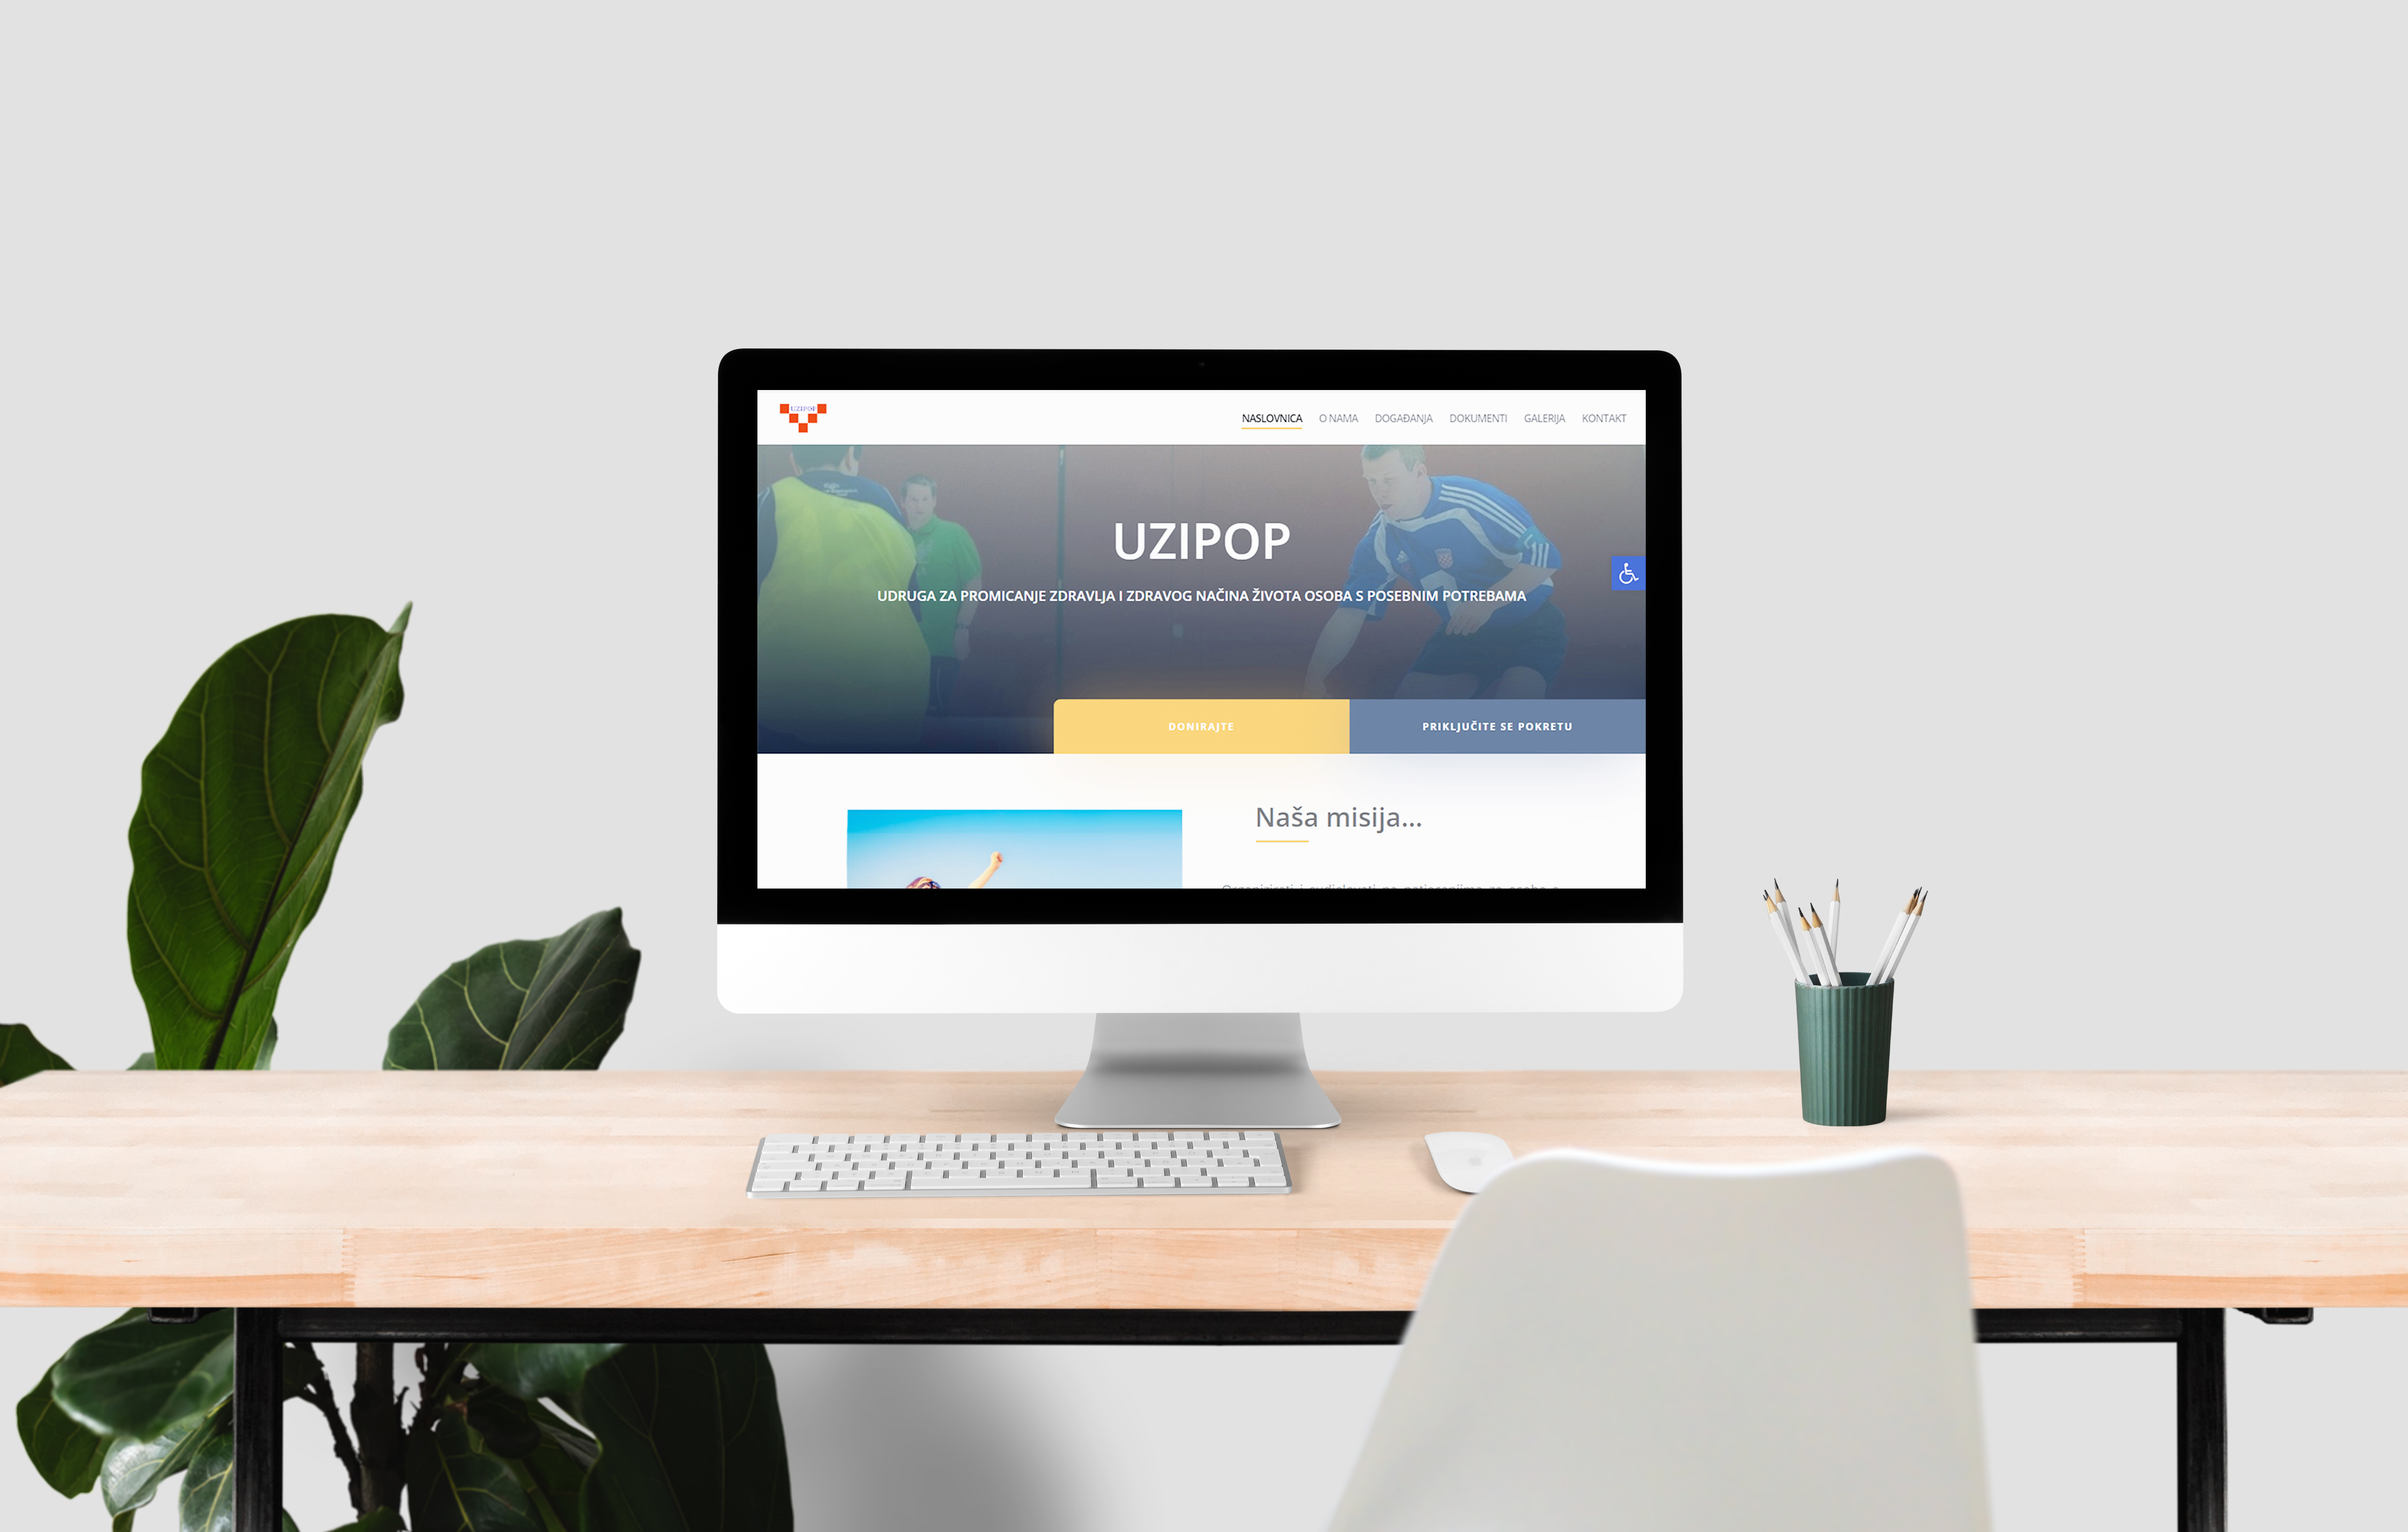 UZIPOP
NASLOVNICA O NAMA DOGAĐANJA DOKUMENTI GALERIJA KONTAKT
UZIPOP
UDRUGA ZA PROMICANJE ZDRAVLJA I ZDRAVOG NAČINA ŽIVOTA OSOBA S POSEBNIM POTREBAMA
DONIRAJTE PRIKLJUČITE SE POKRETU
Naša misija...